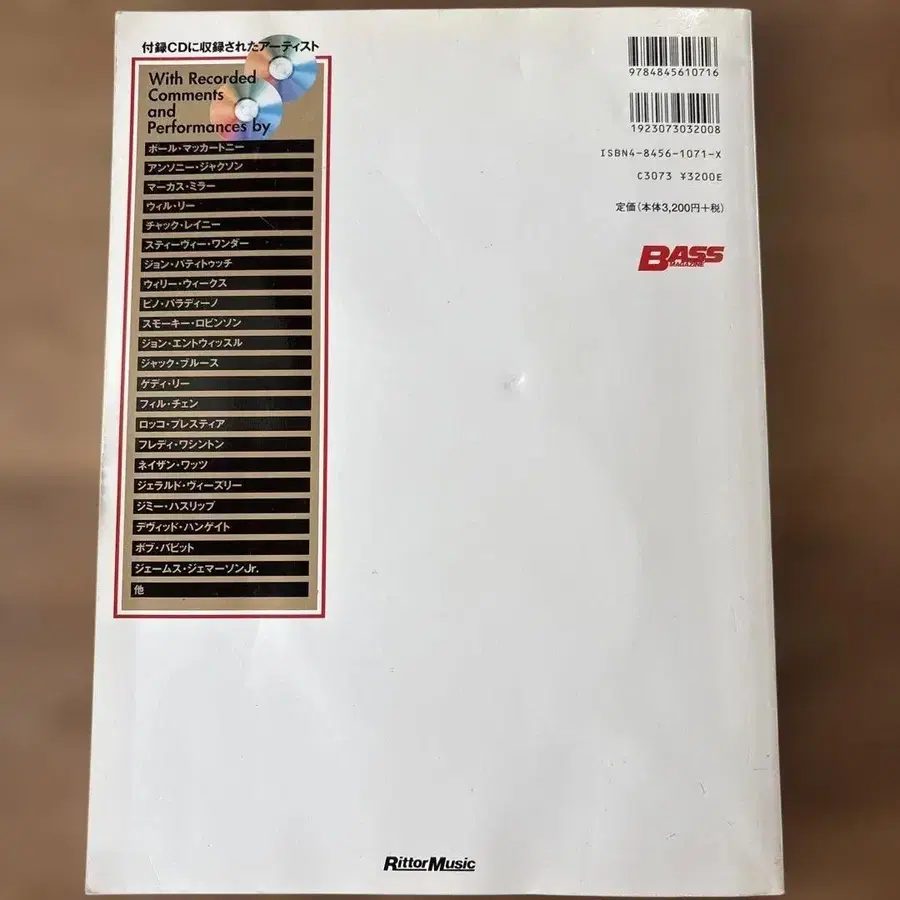 付録CDに収録されたアーティスト
With Recorded
Comments
and
Performances by
ポール・マッカートニー
アンソニー・ジャクソン
マーカス・ミラー
ウィル・リー
チャック・レイニー
スティーヴィー・ワンダー
ジョン・パティトゥッチ
ウィリー・ウィークス
ピノ・パラディーノ
スモーキー・ロビンソン
ジョン・エントウィッスル
ジャック・ブルース
ゲディ・リー
フィル・チェン
ロッコ・プレスティア
フレディ・ワシントン
ネイザン・ワッツ
ジェラルド・ヴィーズリー
ジミー・ハスリップ
デヴィッド・ハンゲイト
ボブ・バビット
ジェームス・ジェマーソンJr.
他
9784845610716
1923073032008
ISBN4-8456-1071-X
C3073 ¥3200E
定価(本体3,200円+税)
BASS
MAGAZINE
RittorMusic